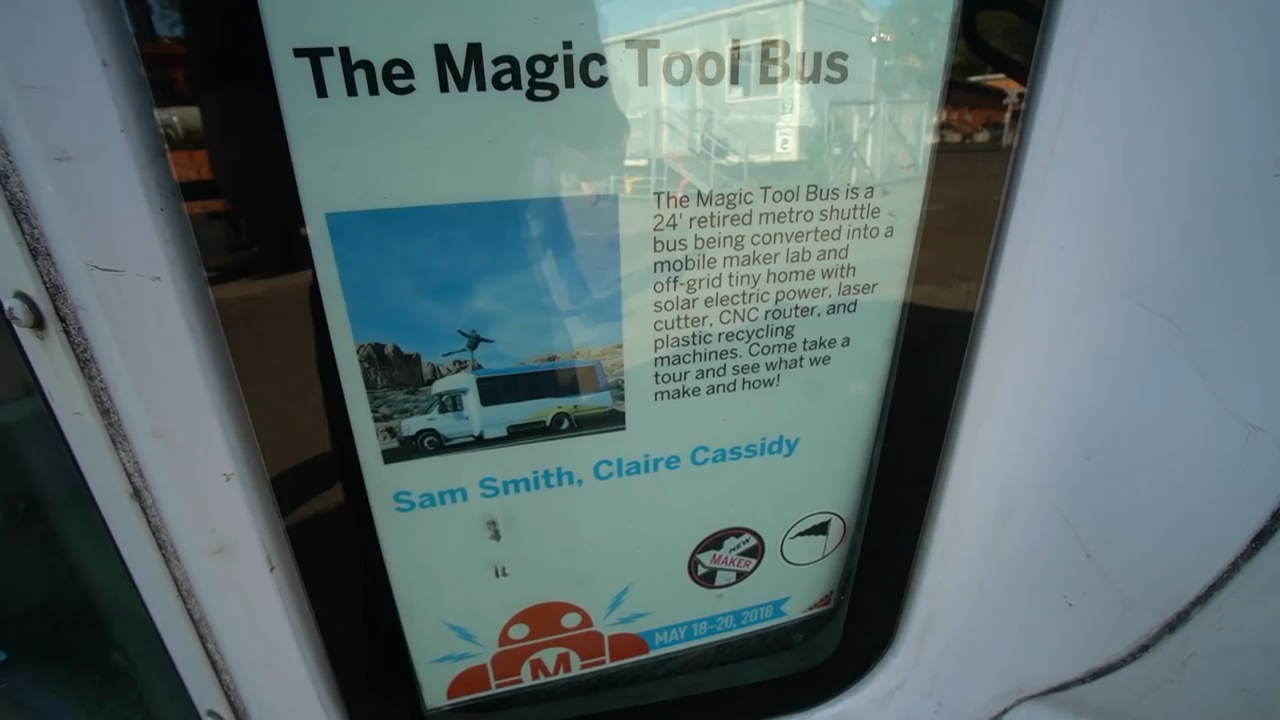 The Magic Tool Bus
The Magic Tool Bus is a
24' retired metro shuttle
bus being converted into a
mobile maker lab and
off-grid tiny home with
solar electric power, laser
cutter, CNC router, and
plastic recycling
machines. Come take a
tour and see what we
make and how!
Sam Smith, Claire Cassidy
NEW
MAKER
M
MAY 18–20, 2018